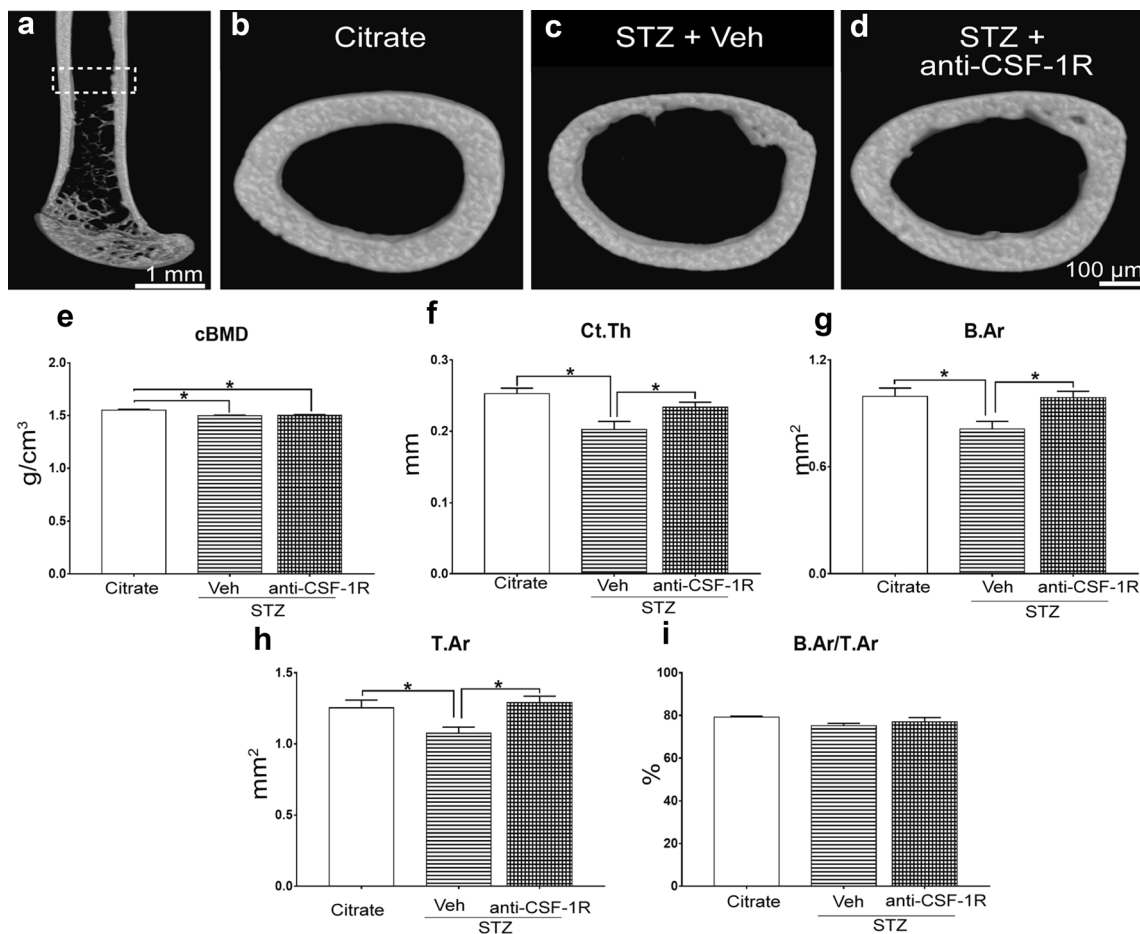 a
1 mm
b
Citrate
c
STZ + Veh
d
STZ +
anti-CSF-1R
100 µm
e
cBMD
*
*
g/cm³
2.0
1.5
1.0
0.5
0.0
Citrate
Veh
anti-CSF-1R
STZ
f
Ct.Th
*
*
mm
0.3
0.2
0.1
0.0
Citrate
Veh
anti-CSF-1R
STZ
g
B.Ar
*
*
mm²
1.2
0.6
0.0
Citrate
Veh
anti-CSF-1R
STZ
h
T.Ar
*
*
mm²
1.5
1.0
0.5
0.0
Citrate
Veh
anti-CSF-1R
STZ
i
B.Ar/T.Ar
%
100
80
60
40
20
0
Citrate
Veh
anti-CSF-1R
STZ